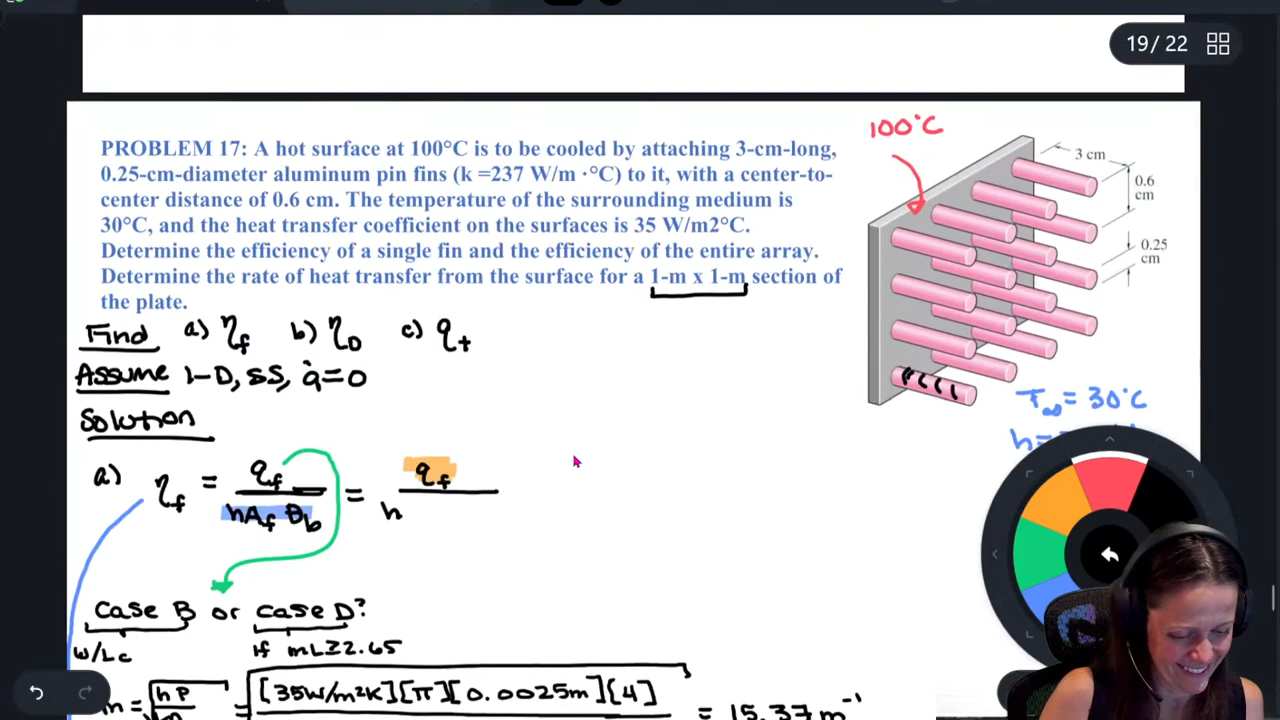 19/ 22
PROBLEM 17: A hot surface at 100°C is to be cooled by attaching 3-cm-long,
0.25-cm-diameter aluminum pin fins (k =237 W/m ·°C) to it, with a center-to-
center distance of 0.6 cm. The temperature of the surrounding medium is
30°C, and the heat transfer coefficient on the surfaces is 35 W/m2°C.
Determine the efficiency of a single fin and the efficiency of the entire array.
Determine the rate of heat transfer from the surface for a 1-m x 1-m section of
the plate.
100°C
3 cm
0.6
cm
0.25
cm
T∞ = 30°C
h=
Find a) ηf b) ηo c) qt
Assume 1-D, SS, q̇=0
Solution
a) ηf = qf / hAf θb = qf / h
Case B or Case D?
w/Lc if mL≥2.65
m = √hP = √[35W/m²K][π][0.0025m][4] = 15.37 m⁻¹